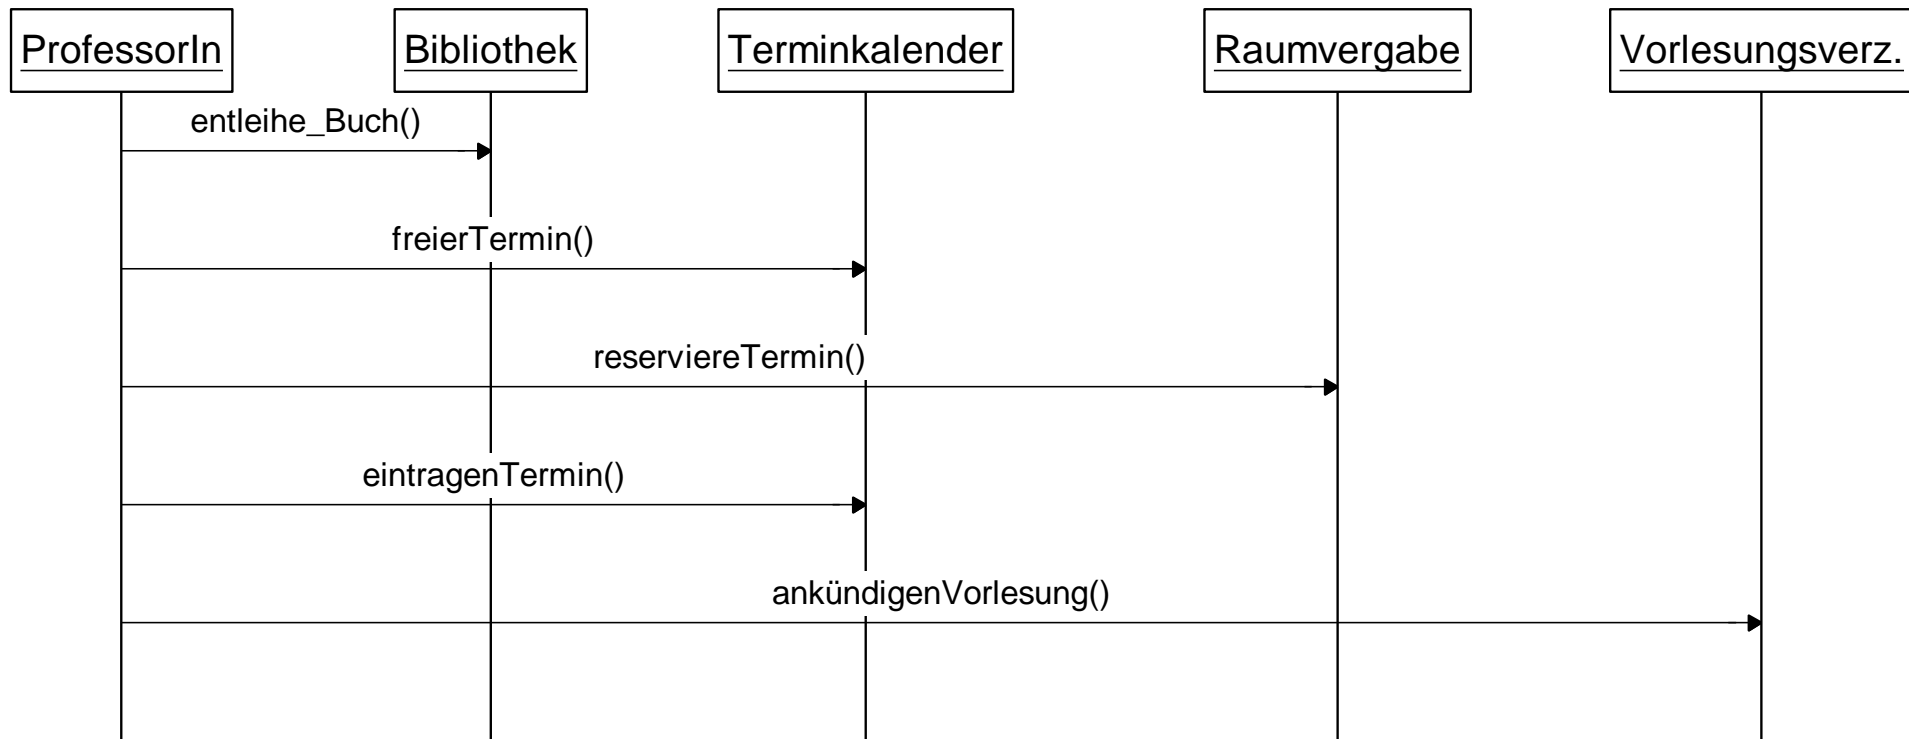 ProfessorIn
Bibliothek
Terminkalender
Raumvergabe
Vorlesungsverz.
entleihe_Buch()
freierTermin()
reserviereTermin()
eintragenTermin()
ankündigenVorlesung()